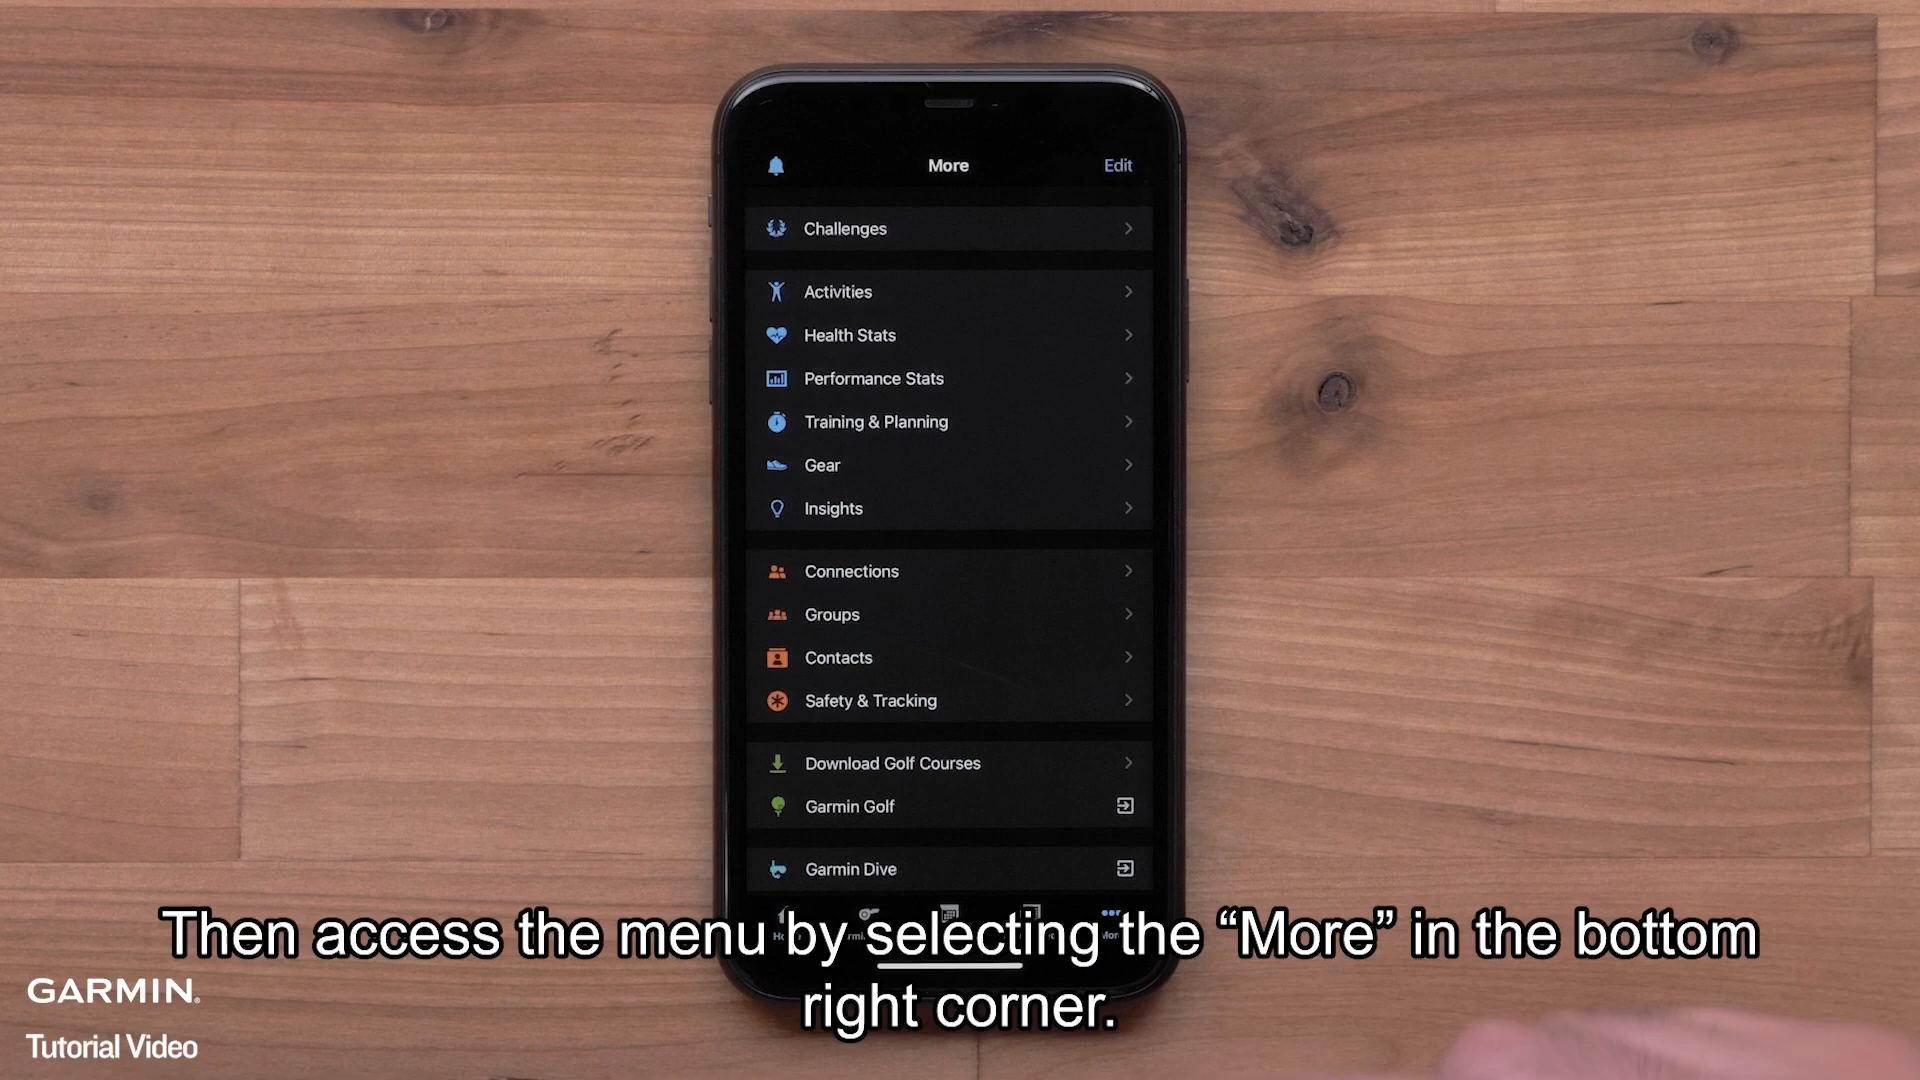 More
Edit
Challenges
Activities
Health Stats
Performance Stats
Training & Planning
Gear
Insights
Connections
Groups
Contacts
Safety & Tracking
Download Golf Courses
Garmin Golf
Garmin Dive
Then access the menu by selecting the “More” in the bottom
right corner.
GARMIN
Tutorial Video